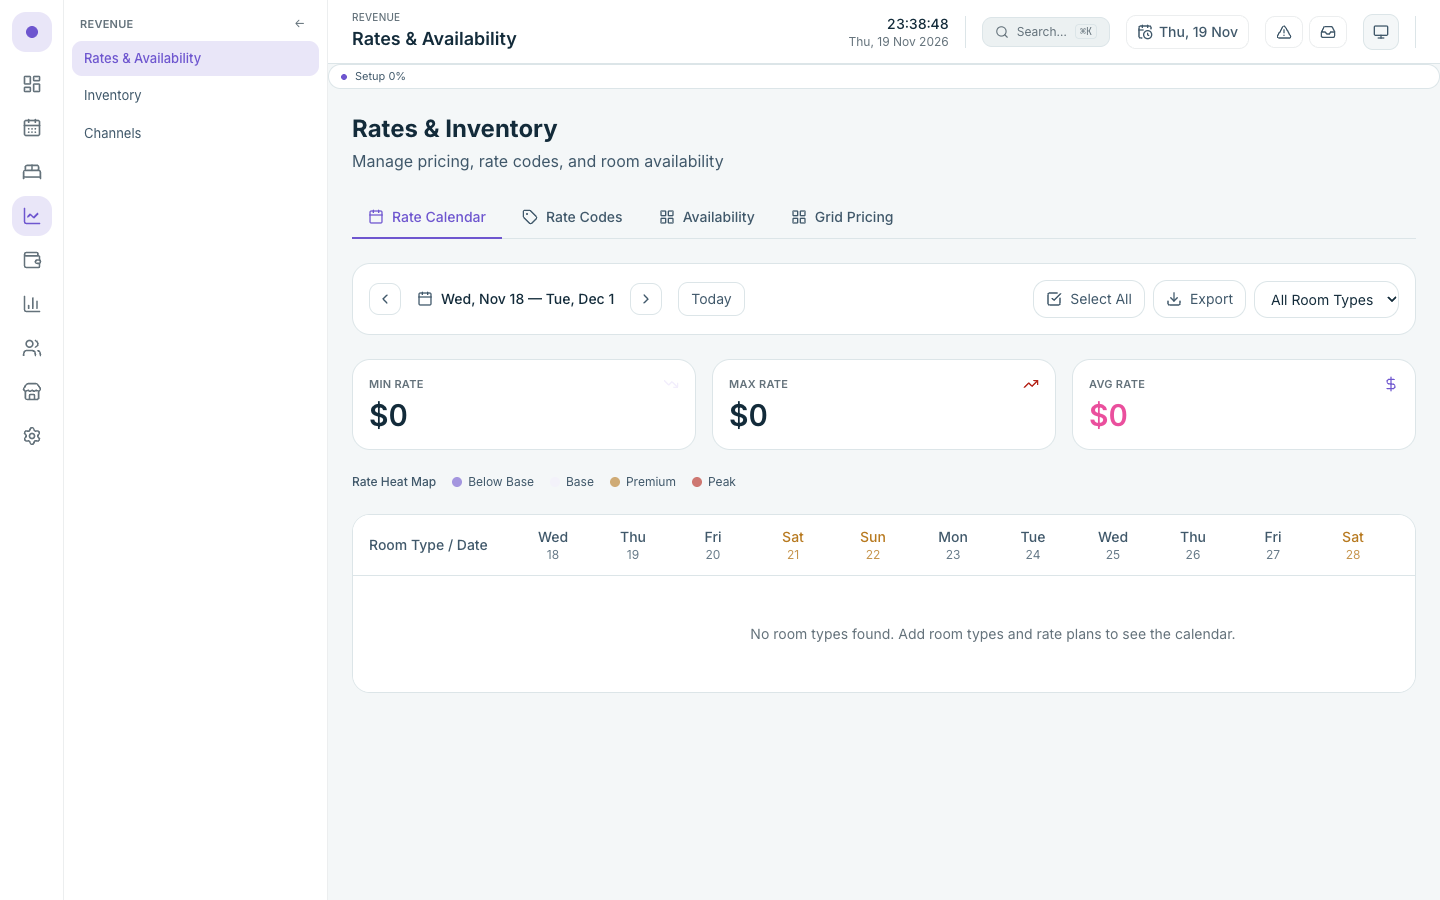 REVENUE
Rates & Availability
Inventory
Channels
REVENUE
Rates & Availability
23:38:48
Thu, 19 Nov 2026
Search... ⌘K
Thu, 19 Nov
Setup 0%
Rates & Inventory
Manage pricing, rate codes, and room availability
Rate Calendar
Rate Codes
Availability
Grid Pricing
Wed, Nov 18 — Tue, Dec 1
Today
Select All
Export
All Room Types
MIN RATE
$0
MAX RATE
$0
AVG RATE
$0
Rate Heat Map
Below Base
Base
Premium
Peak
Room Type / Date
Wed
18
Thu
19
Fri
20
Sat
21
Sun
22
Mon
23
Tue
24
Wed
25
Thu
26
Fri
27
Sat
28
No room types found. Add room types and rate plans to see the calendar.